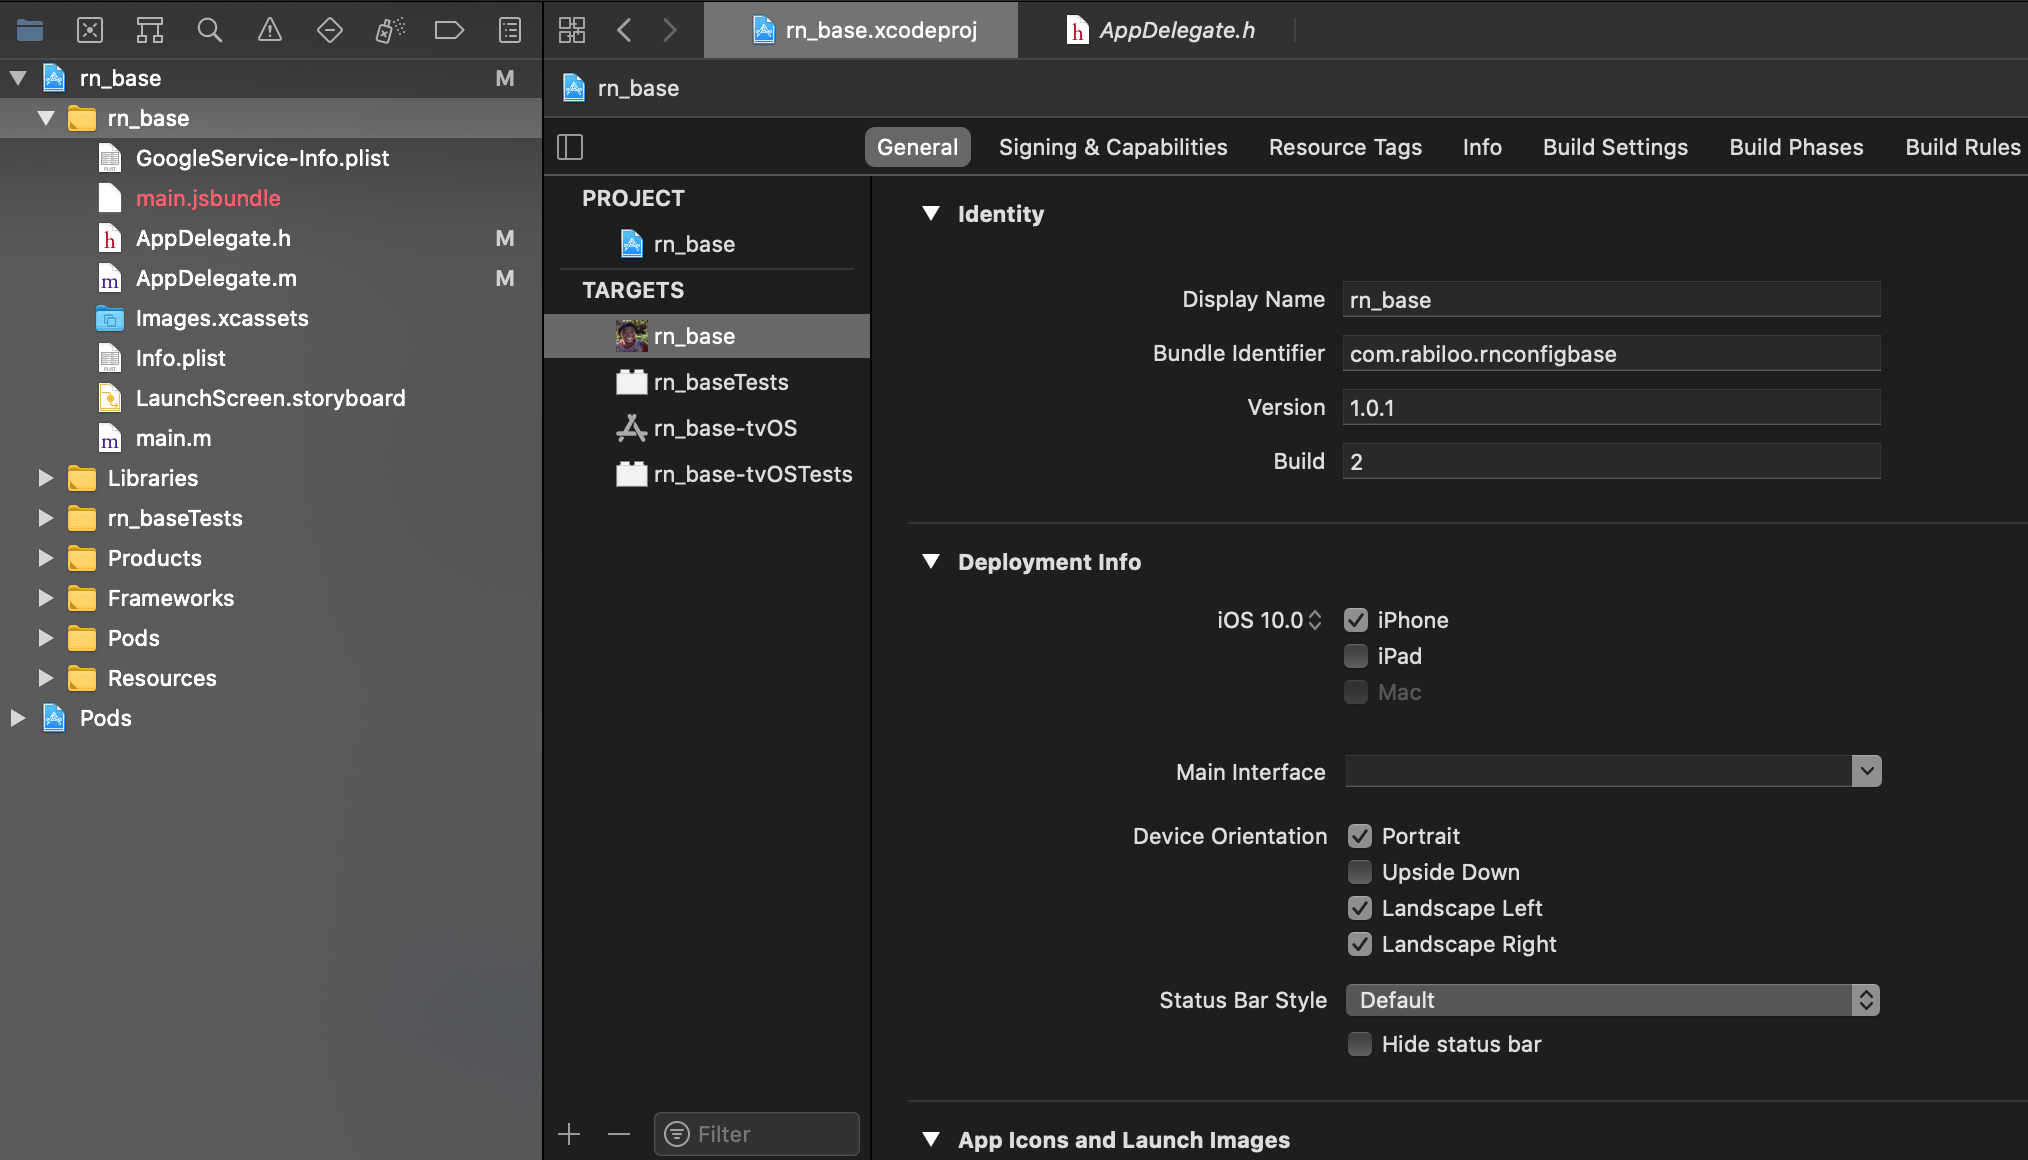 rn_base.xcodeproj
AppDelegate.h
rn_base M
rn_base
GoogleService-Info.plist
main.jsbundle
AppDelegate.h M
AppDelegate.m M
Images.xcassets
Info.plist
LaunchScreen.storyboard
main.m
Libraries
rn_baseTests
Products
Frameworks
Pods
Resources
Pods
rn_base
General Signing & Capabilities Resource Tags Info Build Settings Build Phases Build Rules
PROJECT
rn_base
TARGETS
rn_base
rn_baseTests
rn_base-tvOS
rn_base-tvOSTests
Filter
Identity
Display Name rn_base
Bundle Identifier com.rabiloo.rnconfigbase
Version 1.0.1
Build 2
Deployment Info
iOS 10.0 iPhone
iPad
Mac
Main Interface
Device Orientation Portrait
Upside Down
Landscape Left
Landscape Right
Status Bar Style Default
Hide status bar
App Icons and Launch Images